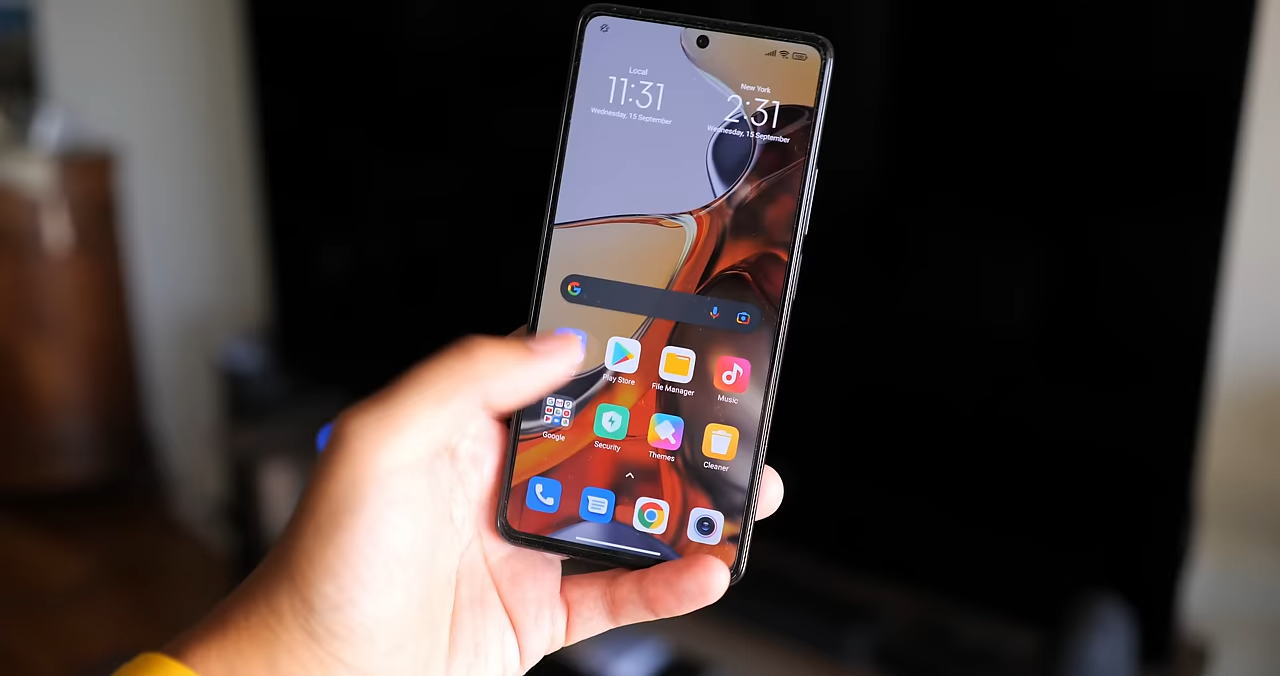 Local
11:31
Wednesday, 15 September
New York
2:31
Wednesday, 15 September
Play Store
File Manager
Music
Google
Security
Themes
Cleaner